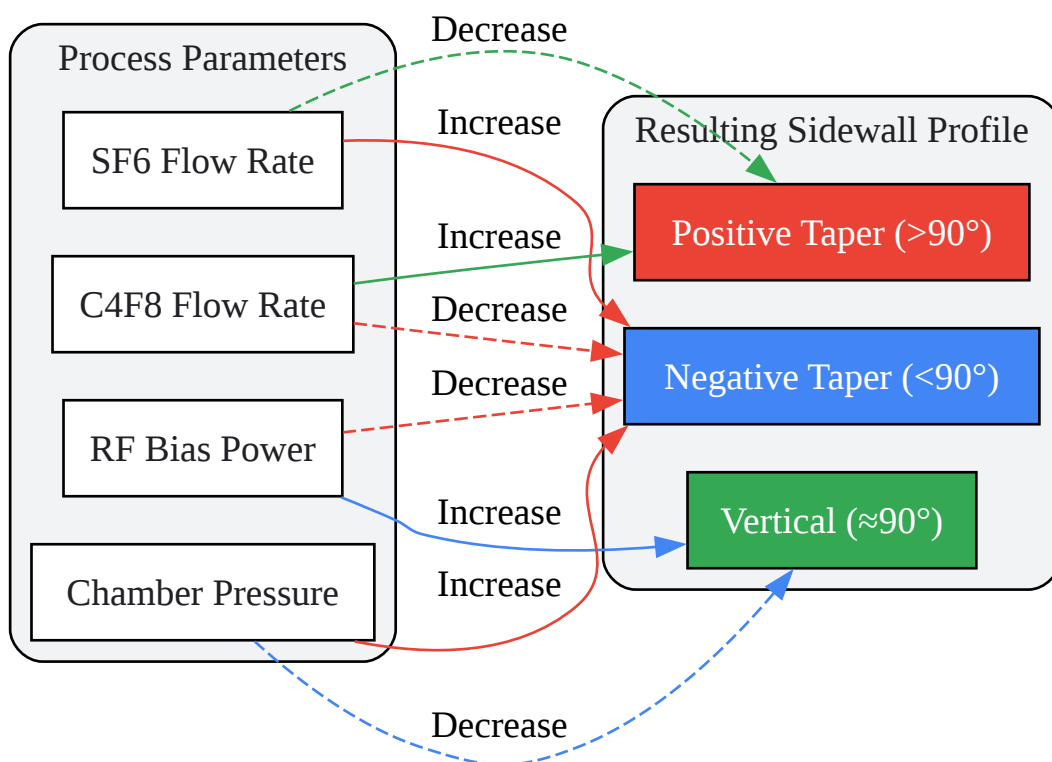 Process Parameters
SF6 Flow Rate
C4F8 Flow Rate
RF Bias Power
Chamber Pressure
Decrease
Increase
Increase
Decrease
Decrease
Increase
Increase
Decrease
Resulting Sidewall Profile
Positive Taper (>90°)
Negative Taper (<90°)
Vertical (≈90°)